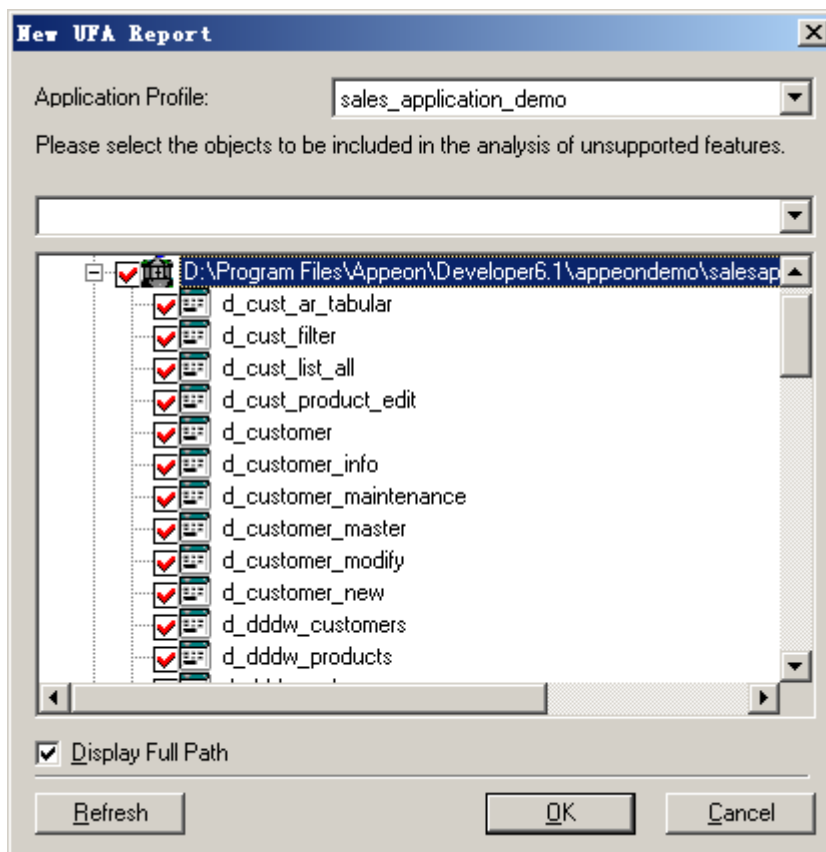 New UFA Report
Application Profile: sales_application_demo
Please select the objects to be included in the analysis of unsupported features.
D:\Program Files\Appeon\Developer6.1\appeondemo\salesap
d_cust_ar_tabular
d_cust_filter
d_cust_list_all
d_cust_product_edit
d_customer
d_customer_info
d_customer_maintenance
d_customer_master
d_customer_modify
d_customer_new
d_dddw_customers
d_dddw_products
Display Full Path
Refresh OK Cancel